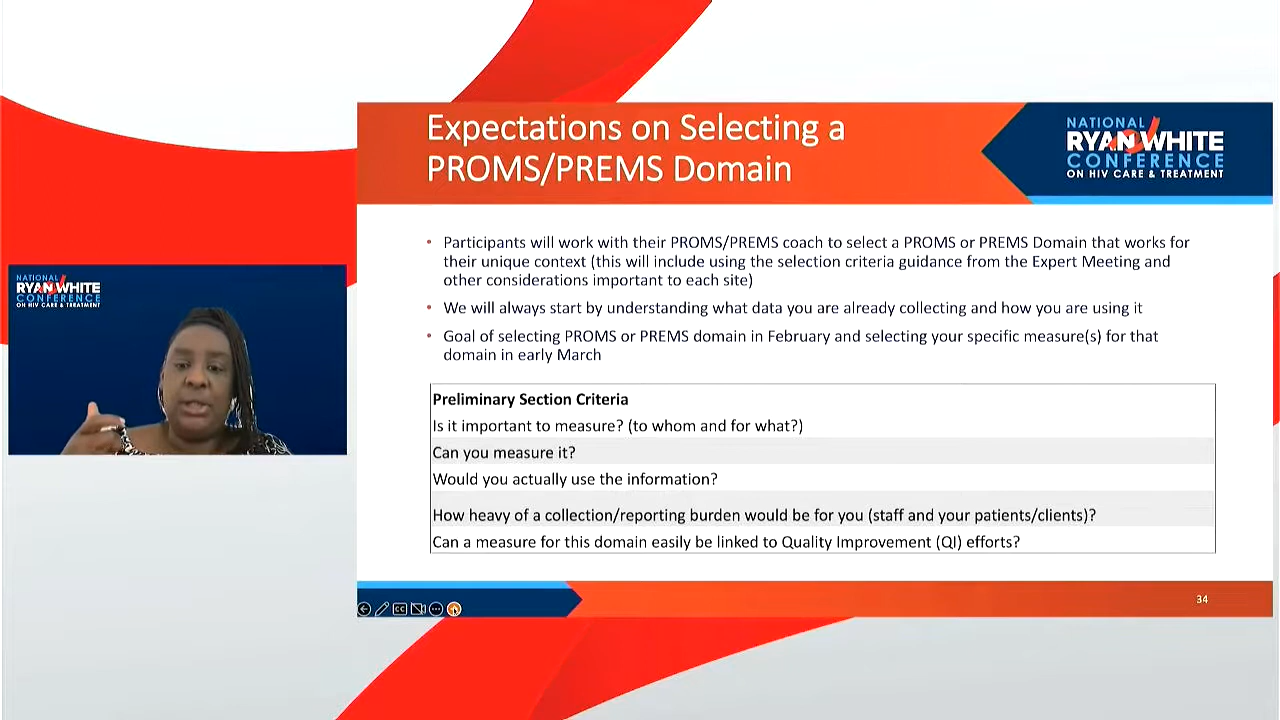 Expectations on Selecting a
PROMS/PREMS Domain
NATIONAL
RYAN WHITE
CONFERENCE
ON HIV CARE & TREATMENT
• Participants will work with their PROMS/PREMS coach to select a PROMS or PREMS Domain that works for
their unique context (this will include using the selection criteria guidance from the Expert Meeting and
other considerations important to each site)
• We will always start by understanding what data you are already collecting and how you are using it
• Goal of selecting PROMS or PREMS domain in February and selecting your specific measure(s) for that
domain in early March
Preliminary Section Criteria
Is it important to measure? (to whom and for what?)
Can you measure it?
Would you actually use the information?
How heavy of a collection/reporting burden would be for you (staff and your patients/clients)?
Can a measure for this domain easily be linked to Quality Improvement (QI) efforts?
CC
34
NATIONAL
RYAN WHITE
CONFERENCE
ON HIV CARE & TREATMENT